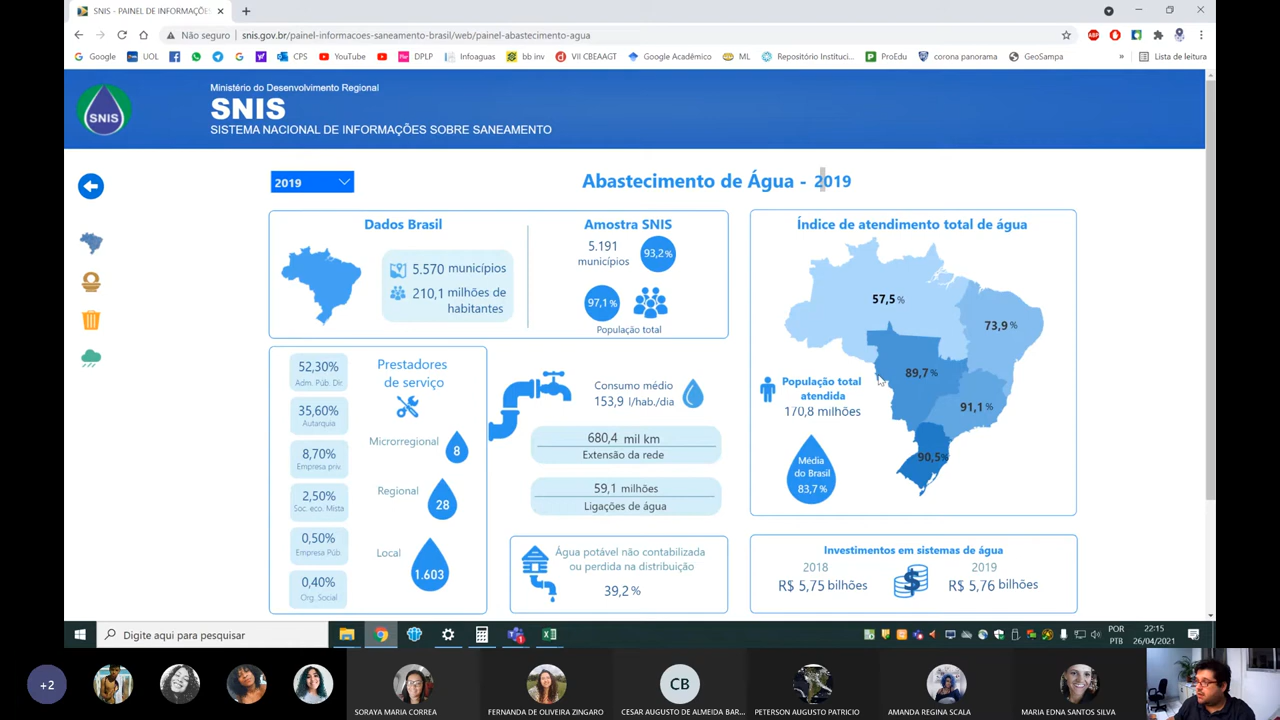 SNIS - PAINEL DE INFORMAÇÕES
Não seguro
snis.gov.br/painel-informacoes-saneamento-brasil/web/painel-abastecimento-agua
Google
UOL
CPS
YouTube
DPLP
Infoaguas
bb inv
VII CBEAAGT
Google Acadêmico
ML
Repositório Instituci...
ProEdu
corona panorama
GeoSampa
»
Lista de leitura
SNIS
Ministério do Desenvolvimento Regional
SNIS
SISTEMA NACIONAL DE INFORMAÇÕES SOBRE SANEAMENTO
2019
Abastecimento de Água - 2019
Dados Brasil
5.570 municípios
210,1 milhões de
habitantes
Amostra SNIS
5.191
municípios
93,2%
97,1%
População total
Índice de atendimento total de água
57,5 %
73,9 %
89,7 %
91,1 %
90,5%
População total
atendida
170,8 milhões
Média
do Brasil
83,7 %
52,30%
Adm. Púb. Dir.
35,60%
Autarquia
8,70%
Empresa priv.
2,50%
Soc. eco. Mista
0,50%
Empresa Púb.
0,40%
Org. Social
Prestadores
de serviço
Microrregional
8
Regional
28
Local
1.603
Consumo médio
153,9 l/hab./dia
680,4 mil km
Extensão da rede
59,1 milhões
Ligações de água
Água potável não contabilizada
ou perdida na distribuição
39,2 %
Investimentos em sistemas de água
2018
R$ 5,75 bilhões
$
2019
R$ 5,76 bilhões
Digite aqui para pesquisar
POR
PTB
22:15
26/04/2021
+2
SORAYA MARIA CORREA
FERNANDA DE OLIVEIRA ZINGARO
CB
CESAR AUGUSTO DE ALMEIDA BAR...
PETERSON AUGUSTO PATRICIO
AMANDA REGINA SCALA
MARIA EDNA SANTOS SILVA